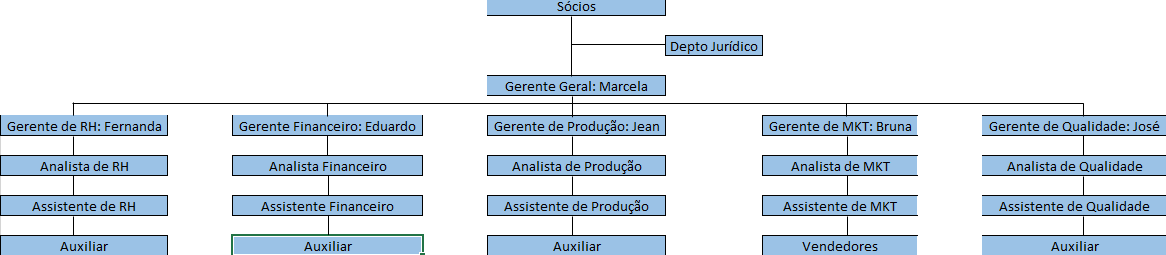 Sócios
Depto Jurídico
Gerente Geral: Marcela
Gerente de RH: Fernanda
Gerente Financeiro: Eduardo
Gerente de Produção: Jean
Gerente de MKT: Bruna
Gerente de Qualidade: José
Analista de RH
Analista Financeiro
Analista de Produção
Analista de MKT
Analista de Qualidade
Assistente de RH
Assistente Financeiro
Assistente de Produção
Assistente de MKT
Assistente de Qualidade
Auxiliar
Auxiliar
Auxiliar
Vendedores
Auxiliar